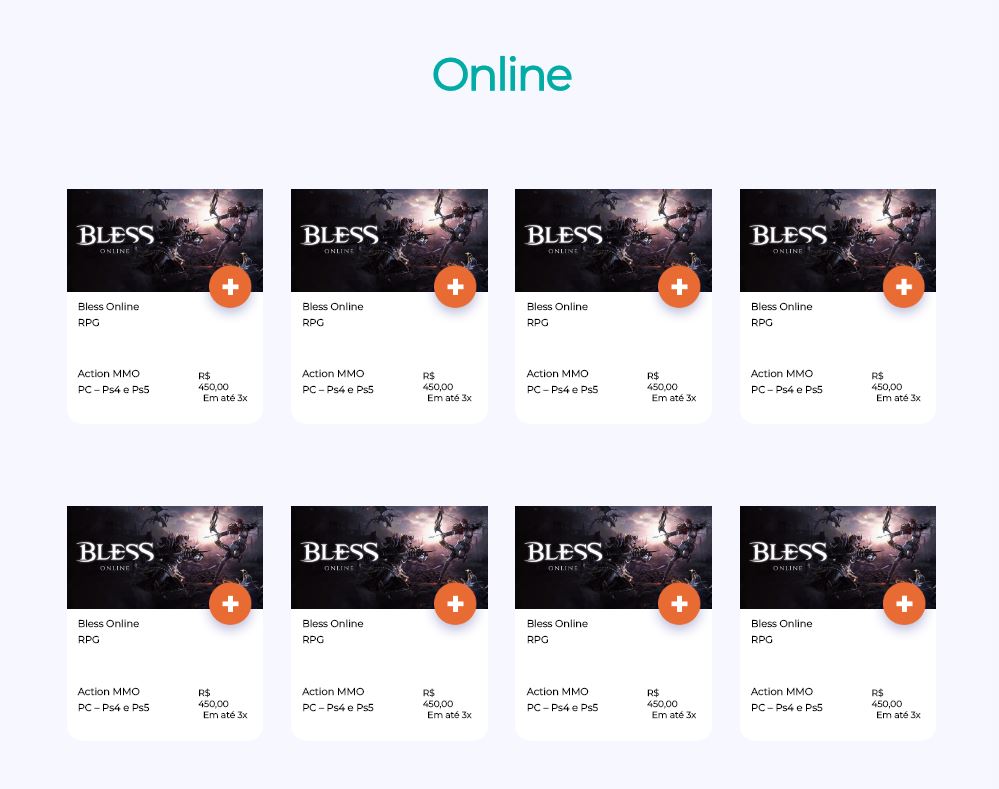 Online
BLESS
ONLINE
Bless Online
RPG
Action MMO
PC – Ps4 e Ps5
R$
450,00
Em até 3x
BLESS
ONLINE
Bless Online
RPG
Action MMO
PC – Ps4 e Ps5
R$
450,00
Em até 3x
BLESS
ONLINE
Bless Online
RPG
Action MMO
PC – Ps4 e Ps5
R$
450,00
Em até 3x
BLESS
ONLINE
Bless Online
RPG
Action MMO
PC – Ps4 e Ps5
R$
450,00
Em até 3x
BLESS
ONLINE
Bless Online
RPG
Action MMO
PC – Ps4 e Ps5
R$
450,00
Em até 3x
BLESS
ONLINE
Bless Online
RPG
Action MMO
PC – Ps4 e Ps5
R$
450,00
Em até 3x
BLESS
ONLINE
Bless Online
RPG
Action MMO
PC – Ps4 e Ps5
R$
450,00
Em até 3x
BLESS
ONLINE
Bless Online
RPG
Action MMO
PC – Ps4 e Ps5
R$
450,00
Em até 3x